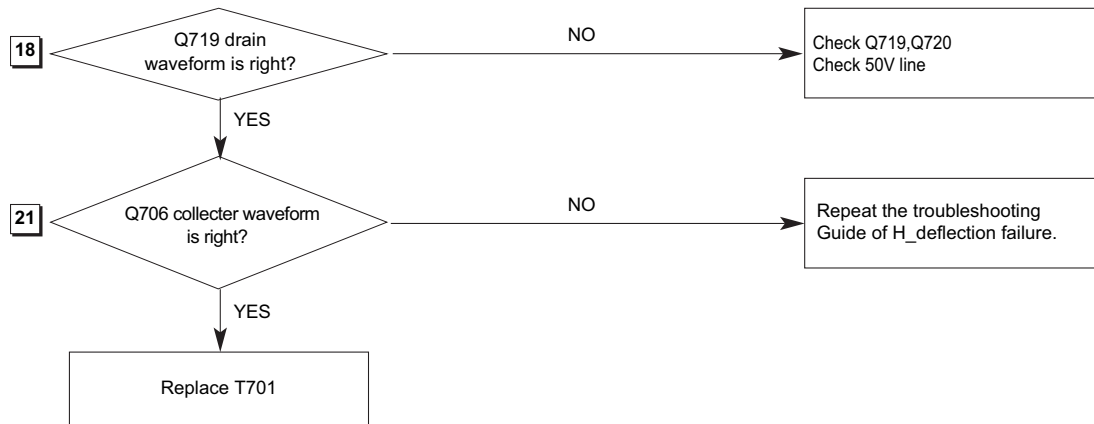 18
Q719 drain
waveform is right?
NO
Check Q719,Q720
Check 50V line
YES
21
Q706 collecter waveform
is right?
NO
Repeat the troubleshooting
Guide of H_deflection failure.
YES
Replace T701